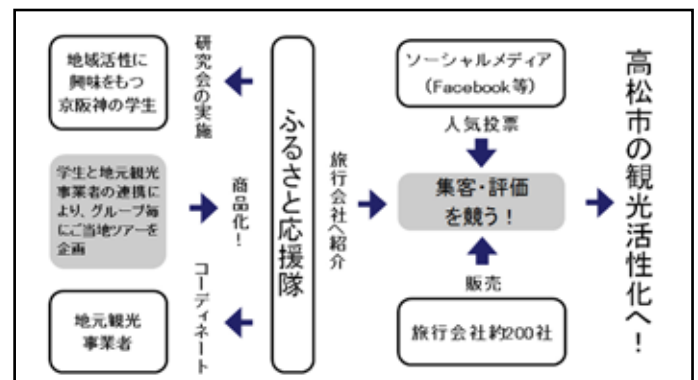 地域活性に
興味をもつ
京阪神の学生
研究会の実施
学生と地元観光
事業者の連携に
より、グループ毎
にご当地ツアーを
企画
商品化！
地元観光
事業者
コーディネート
ふるさと応援隊
旅行会社へ紹介
ソーシャルメディア
(Facebook等)
人気投票
集客・評価
を競う！
販売
旅行会社約200社
高松市の観光活性化へ！